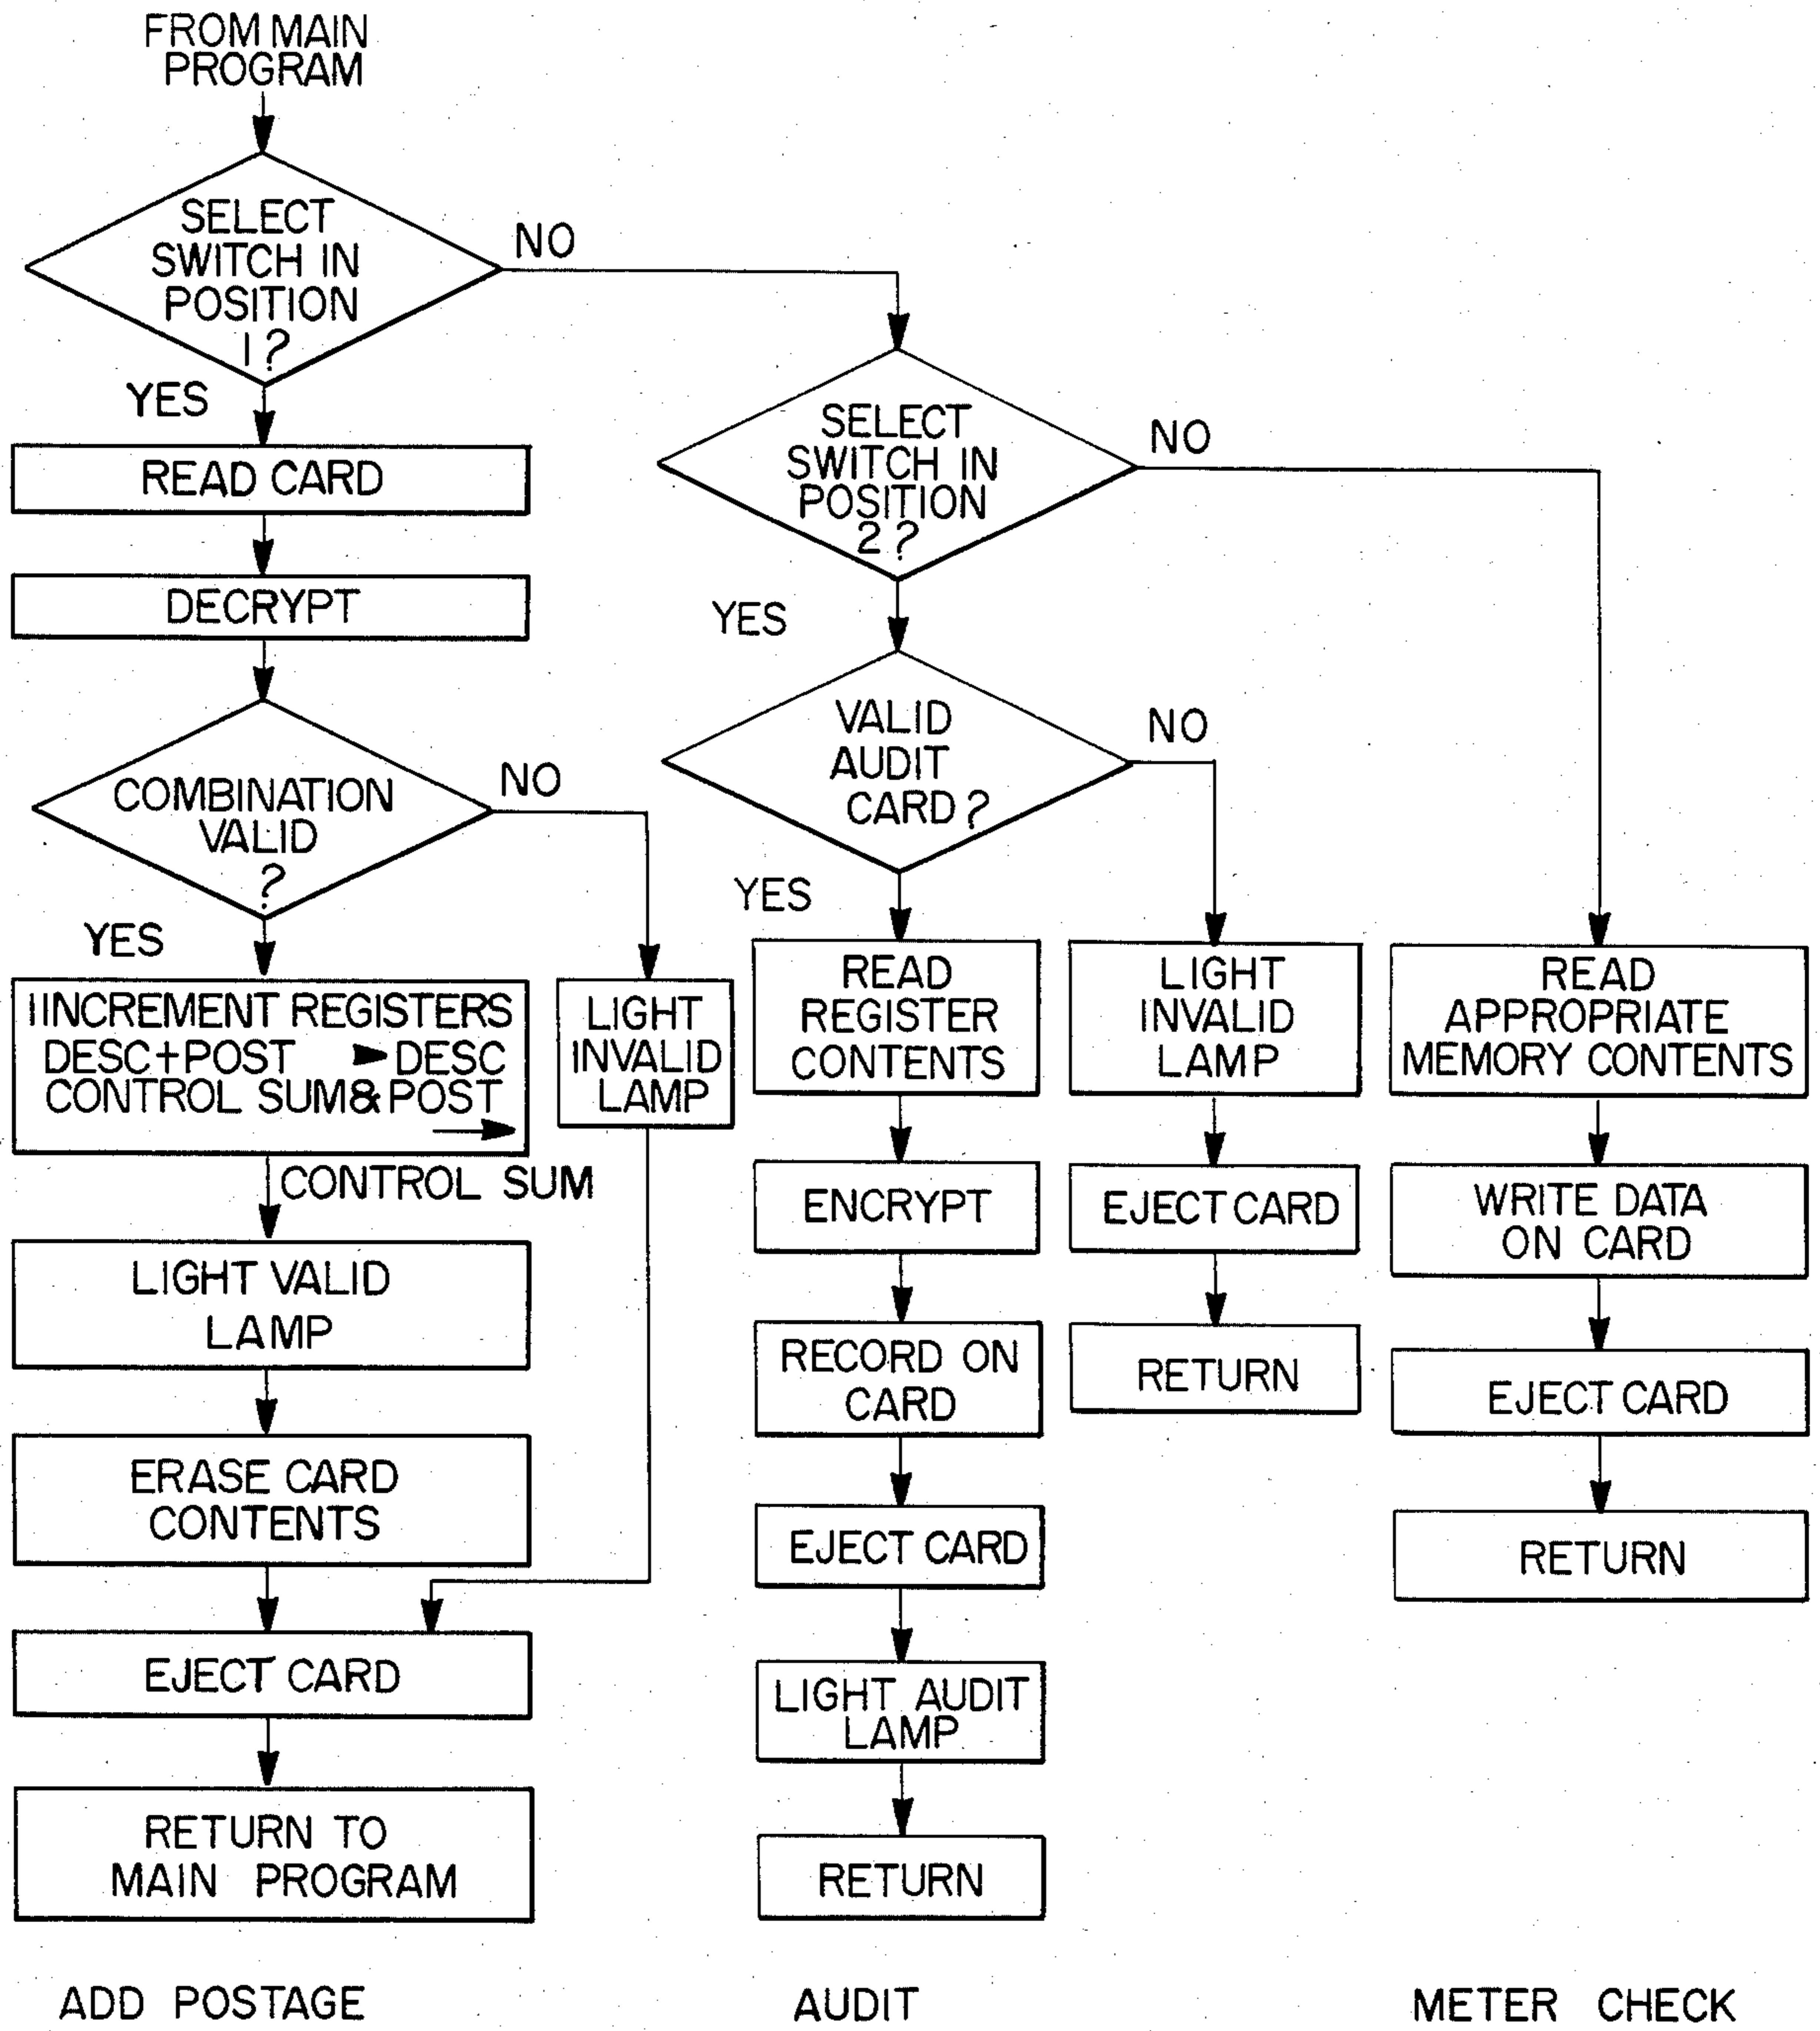 FROM MAIN
PROGRAM
SELECT
SWITCH IN
POSITION
1?
NO
YES
READ CARD
DECRYPT
COMBINATION
VALID
?
NO
YES
IINCREMENT REGISTERS
DESC+POST ► DESC
CONTROL SUM&POST
→
CONTROL SUM
LIGHT
INVALID
LAMP
LIGHT VALID
LAMP
ERASE CARD
CONTENTS
EJECT CARD
RETURN TO
MAIN PROGRAM
ADD POSTAGE
SELECT
SWITCH IN
POSITION
2?
NO
YES
VALID
AUDIT
CARD?
NO
YES
READ
REGISTER
CONTENTS
ENCRYPT
RECORD ON
CARD
EJECT CARD
LIGHT AUDIT
LAMP
RETURN
AUDIT
LIGHT
INVALID
LAMP
EJECT CARD
RETURN
READ
APPROPRIATE
MEMORY CONTENTS
WRITE DATA
ON CARD
EJECT CARD
RETURN
METER CHECK